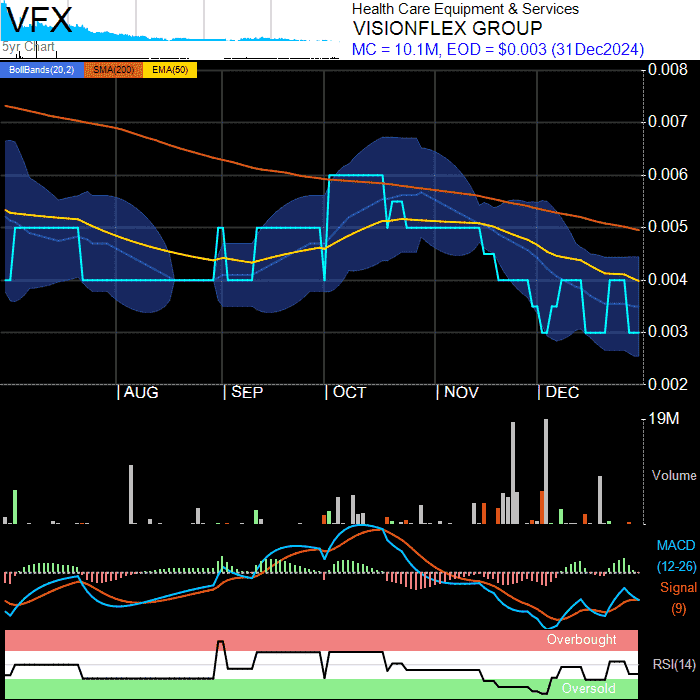 VFX
5yr Chart
Health Care Equipment & Services
VISIONFLEX GROUP
MC = 10.1M, EOD = $0.003 (31Dec2024)
BollBands(20,2) SMA(200) EMA(50)
0.008
0.007
0.006
0.005
0.004
0.003
0.002
AUG SEP OCT NOV DEC
19M
Volume
MACD
(12-26)
Signal
(9)
Overbought
RSI(14)
Oversold